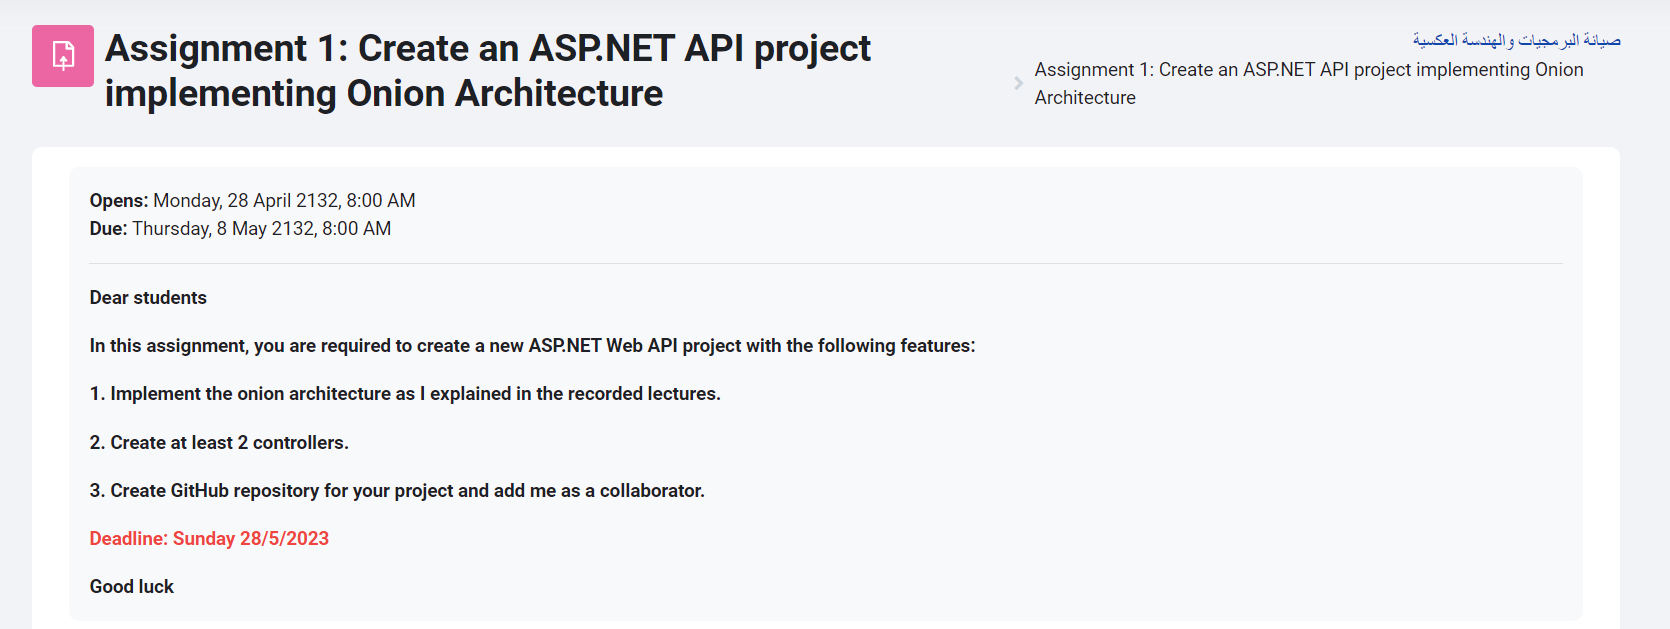 Assignment 1: Create an ASP.NET API project
implementing Onion Architecture
صيانة البرمجيات والهندسة العكسية
Assignment 1: Create an ASP.NET API project implementing Onion
Architecture
Opens: Monday, 28 April 2132, 8:00 AM
Due: Thursday, 8 May 2132, 8:00 AM
Dear students
In this assignment, you are required to create a new ASP.NET Web API project with the following features:
1. Implement the onion architecture as I explained in the recorded lectures.
2. Create at least 2 controllers.
3. Create GitHub repository for your project and add me as a collaborator.
Deadline: Sunday 28/5/2023
Good luck